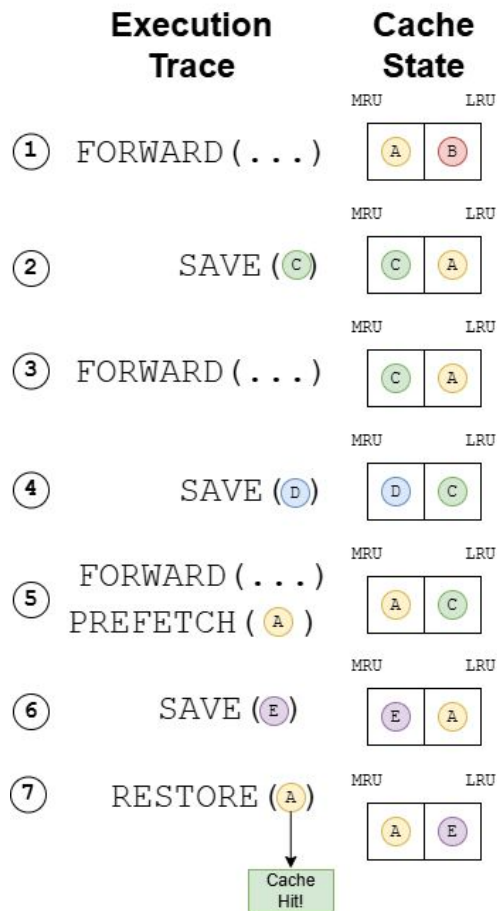 Execution Trace
Cache State
MRU LRU
1 FORWARD(...) A B
MRU LRU
2 SAVE(C) C A
MRU LRU
3 FORWARD(...) C A
MRU LRU
4 SAVE(D) D C
MRU LRU
5 FORWARD(...)
PREFETCH(A) A C
MRU LRU
6 SAVE(E) E A
MRU LRU
7 RESTORE(A) A E
Cache
Hit!